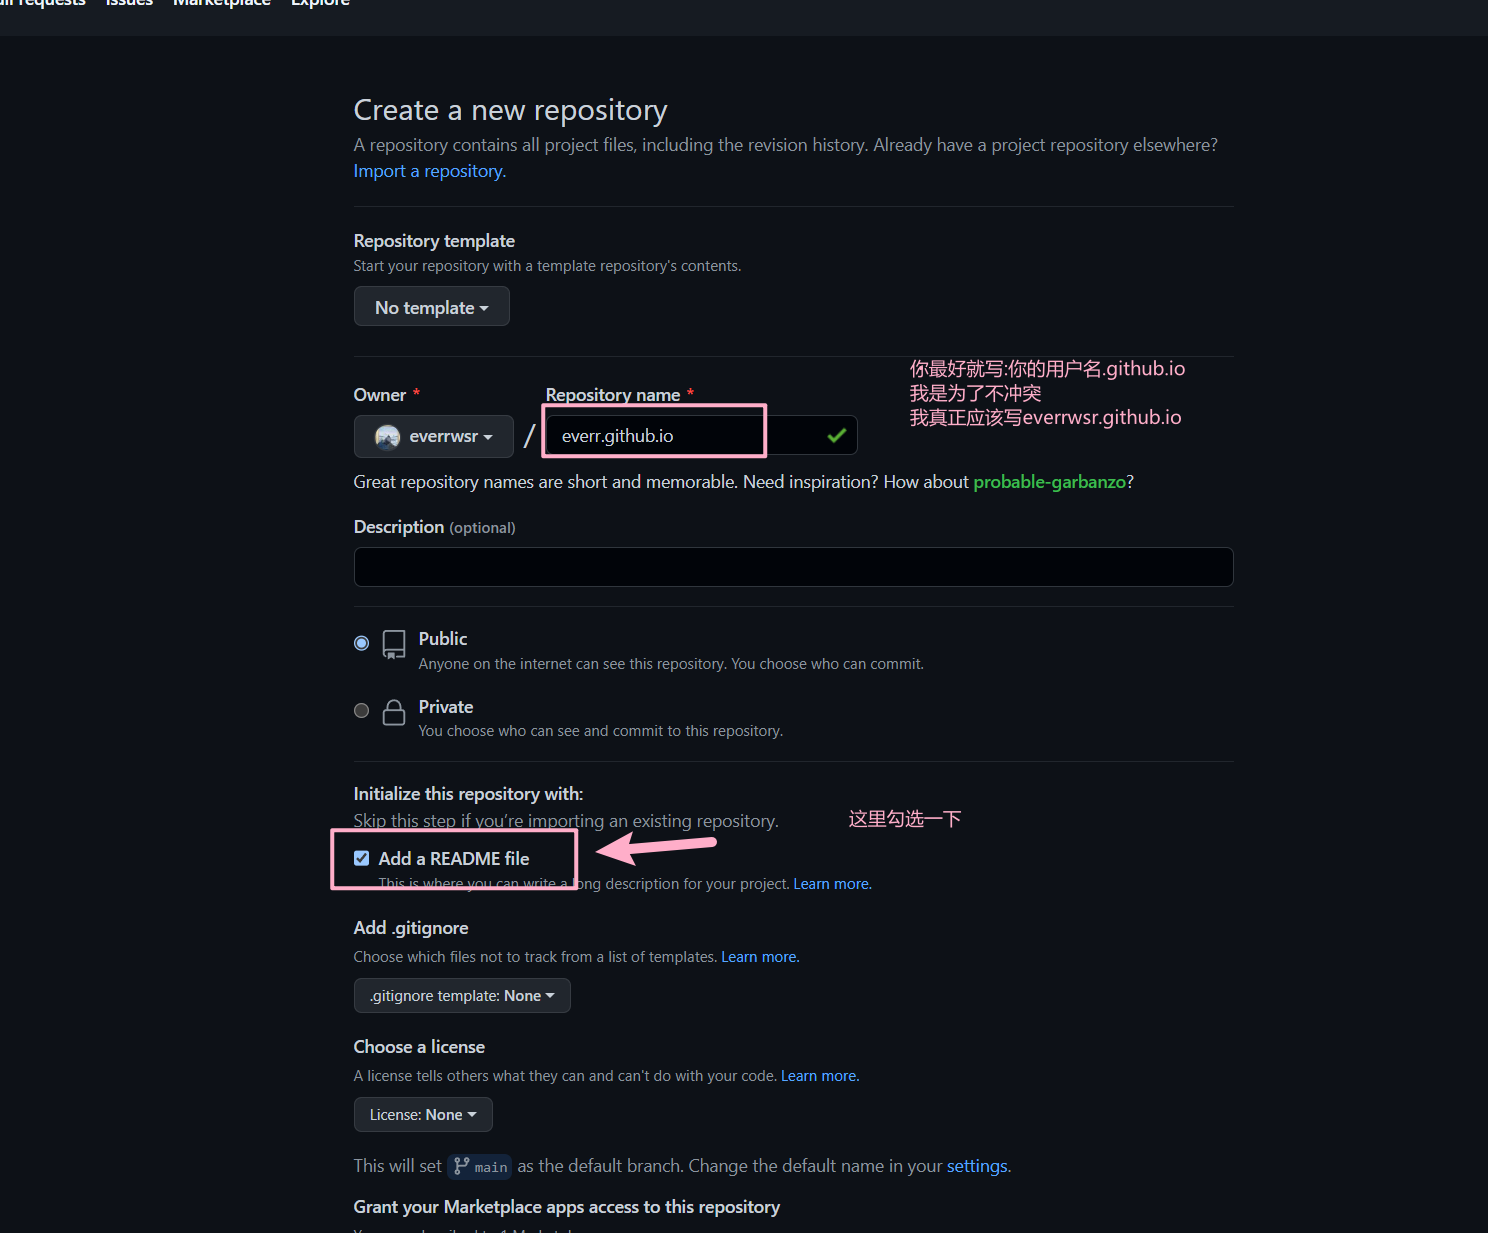 ull requests Issues Marketplace Explore
Create a new repository
A repository contains all project files, including the revision history. Already have a project repository elsewhere?
Import a repository.
Repository template
Start your repository with a template repository's contents.
No template
你最好就写:你的用户名.github.io
我是为了不冲突
我真正应该写everrwsr.github.io
Owner * Repository name *
everrwsr / everr.github.io
Great repository names are short and memorable. Need inspiration? How about probable-garbanzo?
Description (optional)
Public
Anyone on the internet can see this repository. You choose who can commit.
Private
You choose who can see and commit to this repository.
Initialize this repository with:
Skip this step if you're importing an existing repository.
这里勾选一下
Add a README file
This is where you can write a long description for your project. Learn more.
Add .gitignore
Choose which files not to track from a list of templates. Learn more.
.gitignore template: None
Choose a license
A license tells others what they can and can't do with your code. Learn more.
License: None
This will set main as the default branch. Change the default name in your settings.
Grant your Marketplace apps access to this repository